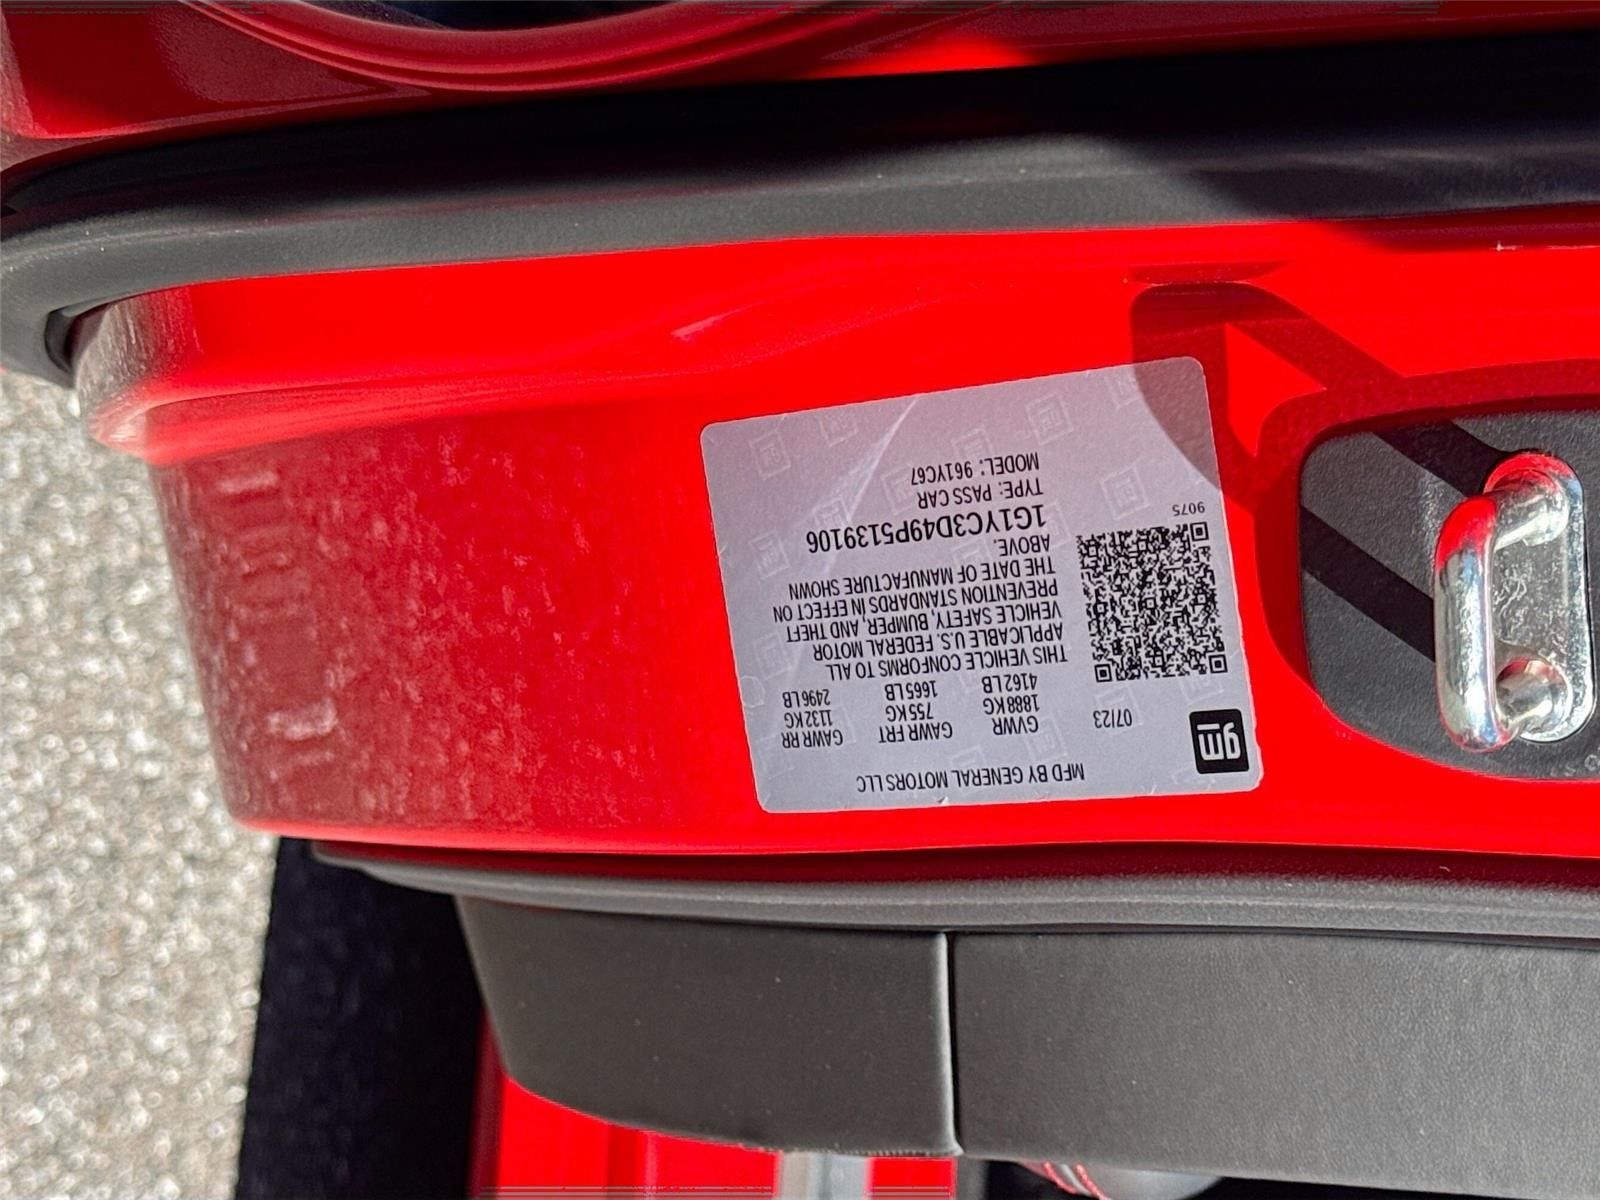 gm
MFD BY GENERAL MOTORS LLC
07/23
GVWR GAWR FRT GAWR RR
1888 KG 755 KG 1132 KG
4162 LB 1665 LB 2496 LB
THIS VEHICLE CONFORMS TO ALL
APPLICABLE U.S. FEDERAL MOTOR
VEHICLE SAFETY, BUMPER, AND THEFT
PREVENTION STANDARDS IN EFFECT ON
THE DATE OF MANUFACTURE SHOWN
ABOVE.
1G1YC3D49P5139106
TYPE: PASS CAR
MODEL: 961YC67
9075